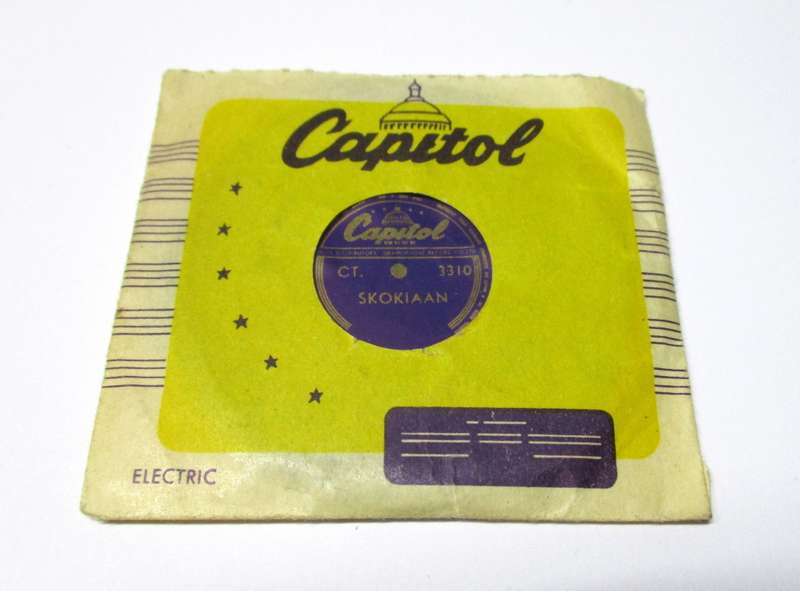 Capitol
Capitol
CT. 3310
SKOKIAAN
ELECTRIC